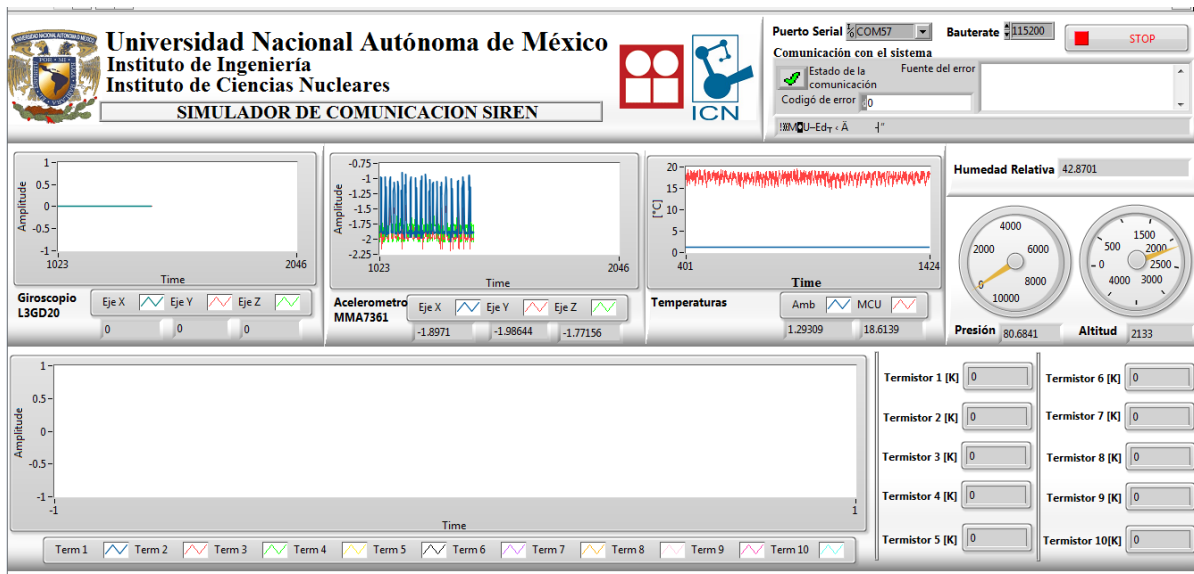 Universidad Nacional Autónoma de México
Instituto de Ingeniería
Instituto de Ciencias Nucleares
SIMULADOR DE COMUNICACION SIREN
ICN
Puerto Serial COM57 Bauterate 115200 STOP
Comunicación con el sistema
Estado de la comunicación
Fuente del error
Codigó de error 0
1
0.5
0
-0.5
-1
Amplitude
1023 2046
Time
Giroscopio
L3GD20
Eje X Eje Y Eje Z
0 0 0
-0.75
-1
-1.25
-1.5
-1.75
-2
-2.25
Amplitude
1023 2046
Time
Acelerometro
MMA7361
Eje X Eje Y Eje Z
-1.8971 -1.98644 -1.77156
20
15
10
5
0
[°C]
401 1424
Time
Temperaturas
Amb MCU
1.29309 18.6139
Humedad Relativa 42.8701
0 2000 4000 6000 8000 10000
0 500 1500 2000 2500 3000 4000
Presión 80.6841 Altitud 2133
1
0.5
0
-0.5
-1
Amplitude
-1 1
Time
Term 1 Term 2 Term 3 Term 4 Term 5 Term 6 Term 7 Term 8 Term 9 Term 10
Termistor 1 [K] 0 Termistor 6 [K] 0
Termistor 2 [K] 0 Termistor 7 [K] 0
Termistor 3 [K] 0 Termistor 8 [K] 0
Termistor 4 [K] 0 Termistor 9 [K] 0
Termistor 5 [K] 0 Termistor 10[K] 0